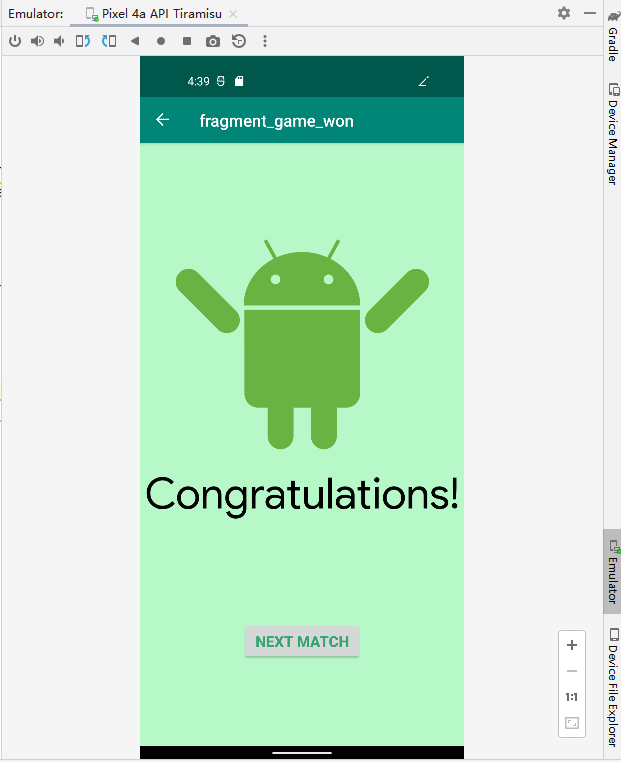 Emulator: Pixel 4a API Tiramisu
4:39
fragment_game_won
Congratulations!
NEXT MATCH
1:1
Gradle
Device Manager
Emulator
Device File Explorer